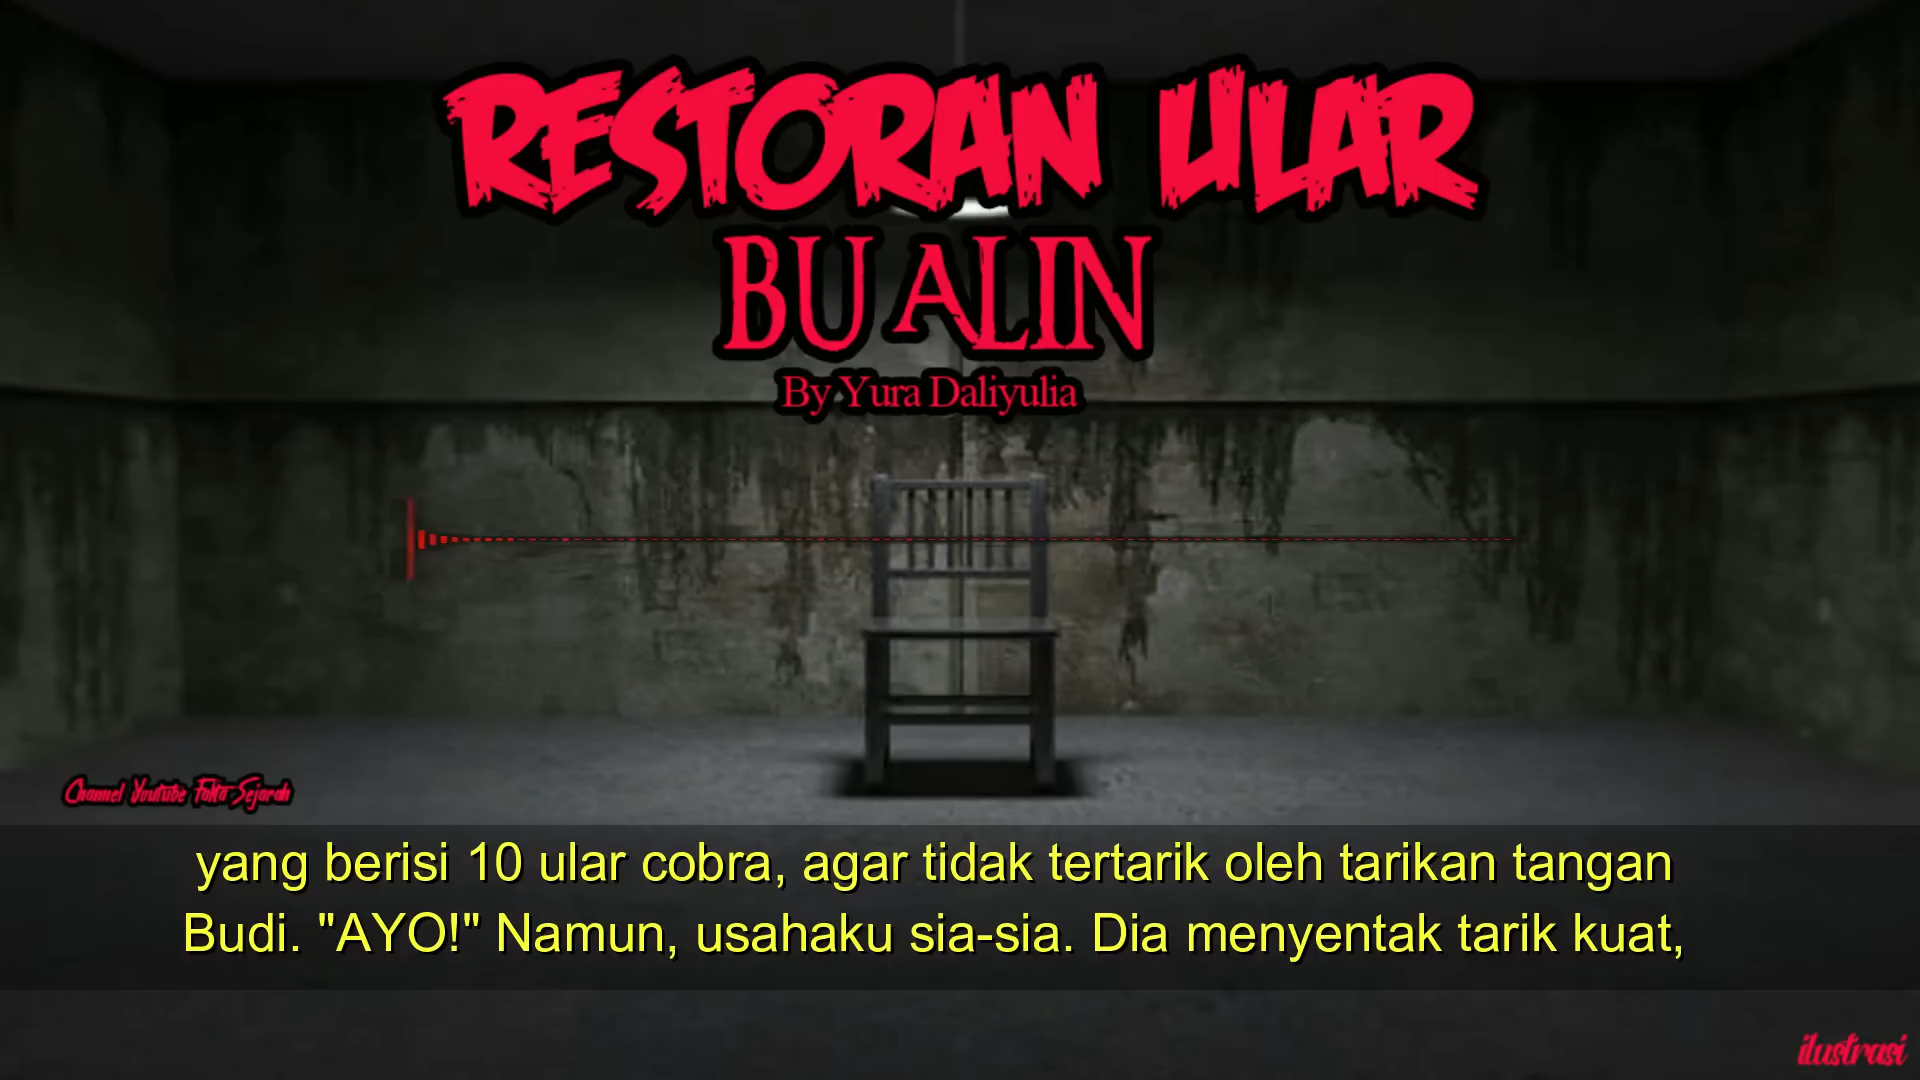 RESTORAN ULAR
BU ALIN
By Yura Daliyulia
Channel Youtube Fakta Sejarah
yang berisi 10 ular cobra, agar tidak tertarik oleh tarikan tangan
Budi. "AYO!" Namun, usahaku sia-sia. Dia menyentak tarik kuat,
ilustrasi